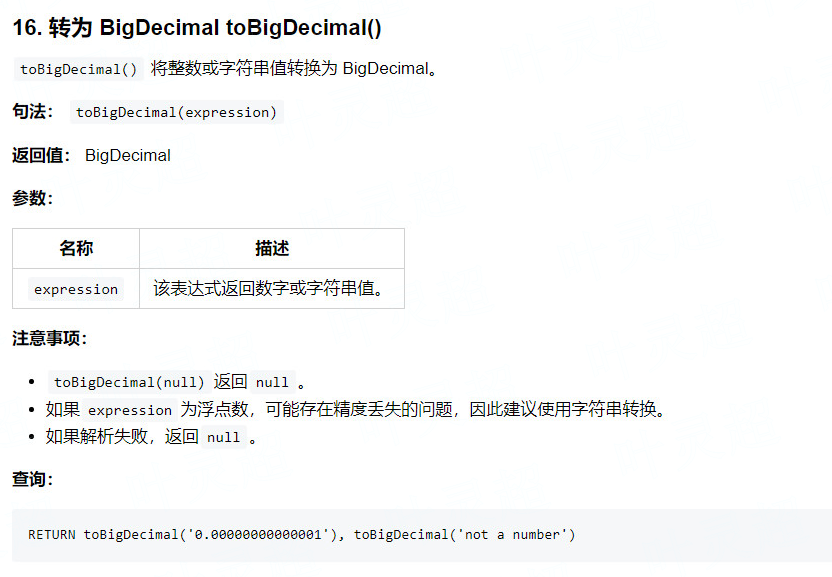 16. 转为 BigDecimal toBigDecimal()
toBigDecimal() 将整数或字符串值转换为 BigDecimal。
句法： toBigDecimal(expression)
返回值： BigDecimal
参数：
名称 描述
expression 该表达式返回数字或字符串值。
注意事项：
• toBigDecimal(null) 返回 null 。
• 如果 expression 为浮点数，可能存在精度丢失的问题，因此建议使用字符串转换。
• 如果解析失败，返回 null 。
查询：
RETURN toBigDecimal('0.00000000000001'), toBigDecimal('not a number')